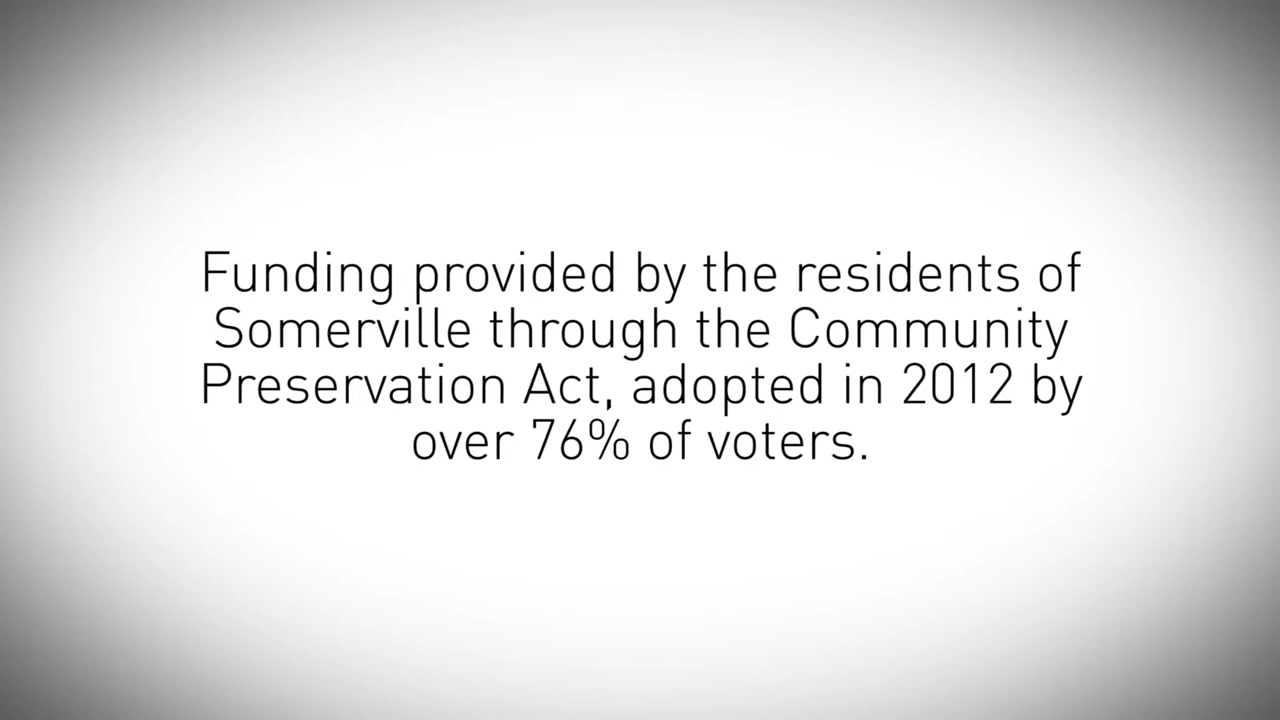 Funding provided by the residents of
Somerville through the Community
Preservation Act, adopted in 2012 by
over 76% of voters.